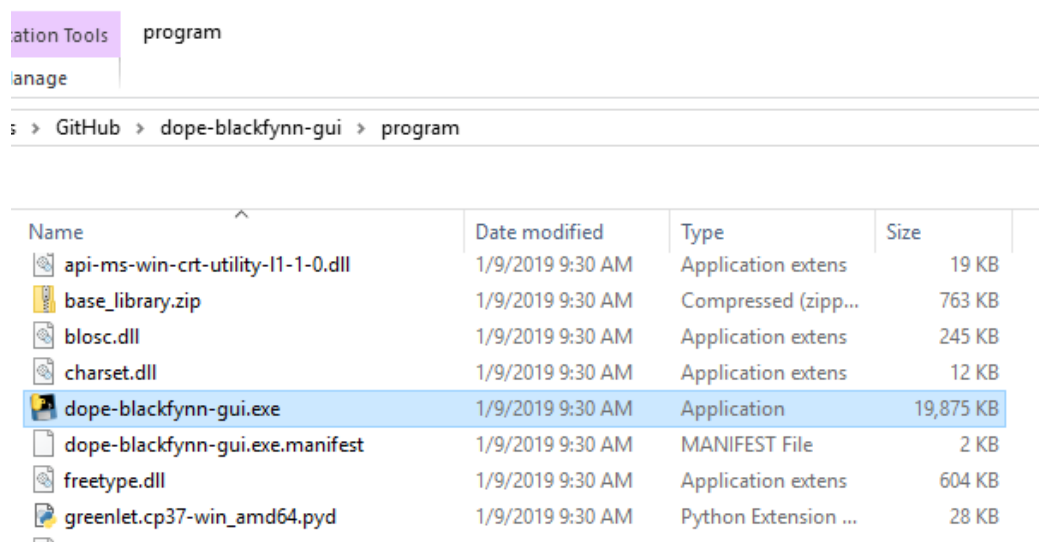 ation Tools program
anage
s > GitHub > dope-blackfynn-gui > program
Name Date modified Type Size
api-ms-win-crt-utility-l1-1-0.dll 1/9/2019 9:30 AM Application extens 19 KB
base_library.zip 1/9/2019 9:30 AM Compressed (zipp... 763 KB
blosc.dll 1/9/2019 9:30 AM Application extens 245 KB
charset.dll 1/9/2019 9:30 AM Application extens 12 KB
dope-blackfynn-gui.exe 1/9/2019 9:30 AM Application 19,875 KB
dope-blackfynn-gui.exe.manifest 1/9/2019 9:30 AM MANIFEST File 2 KB
freetype.dll 1/9/2019 9:30 AM Application extens 604 KB
greenlet.cp37-win_amd64.pyd 1/9/2019 9:30 AM Python Extension ... 28 KB